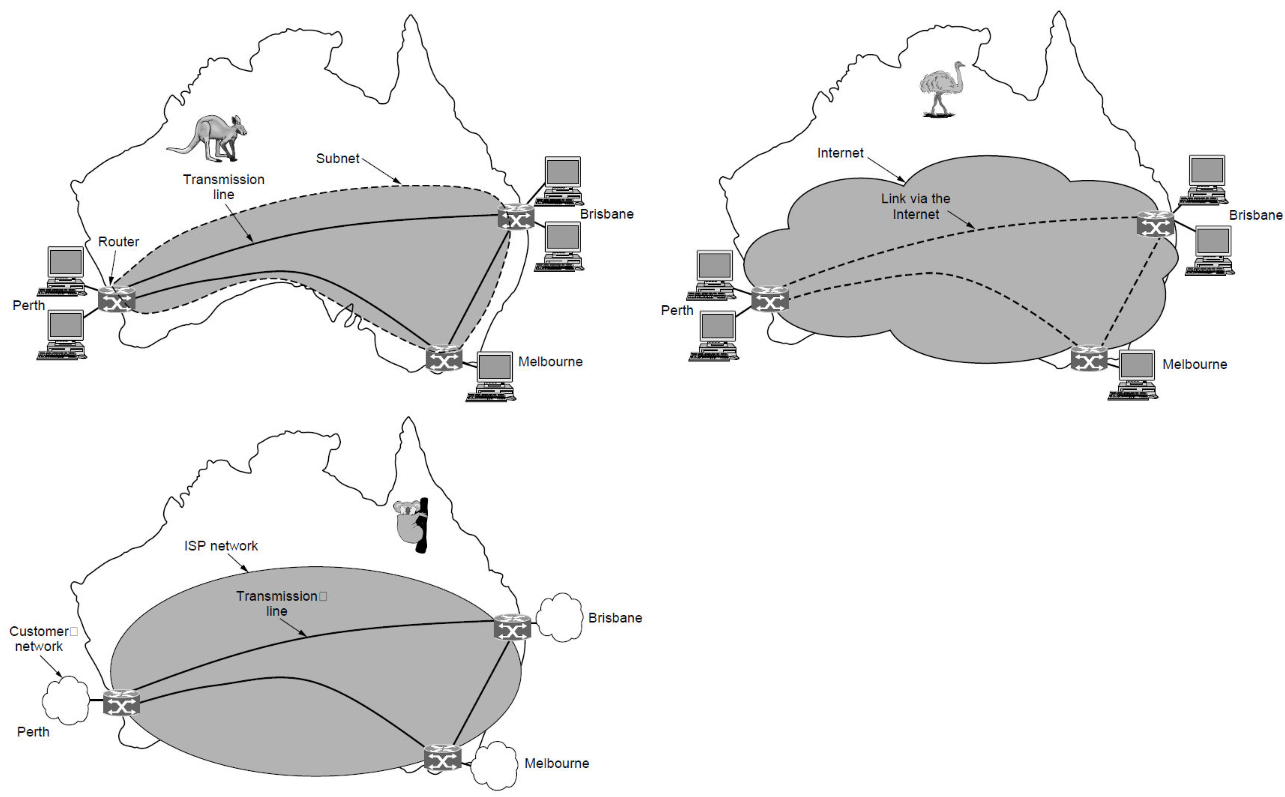 Subnet
Transmission
line
Brisbane
Router
Perth
Melbourne
Internet
Link via the
Internet
Brisbane
Perth
Melbourne
ISP network
Transmission□
line
Brisbane
Customer□
network
Perth
Melbourne